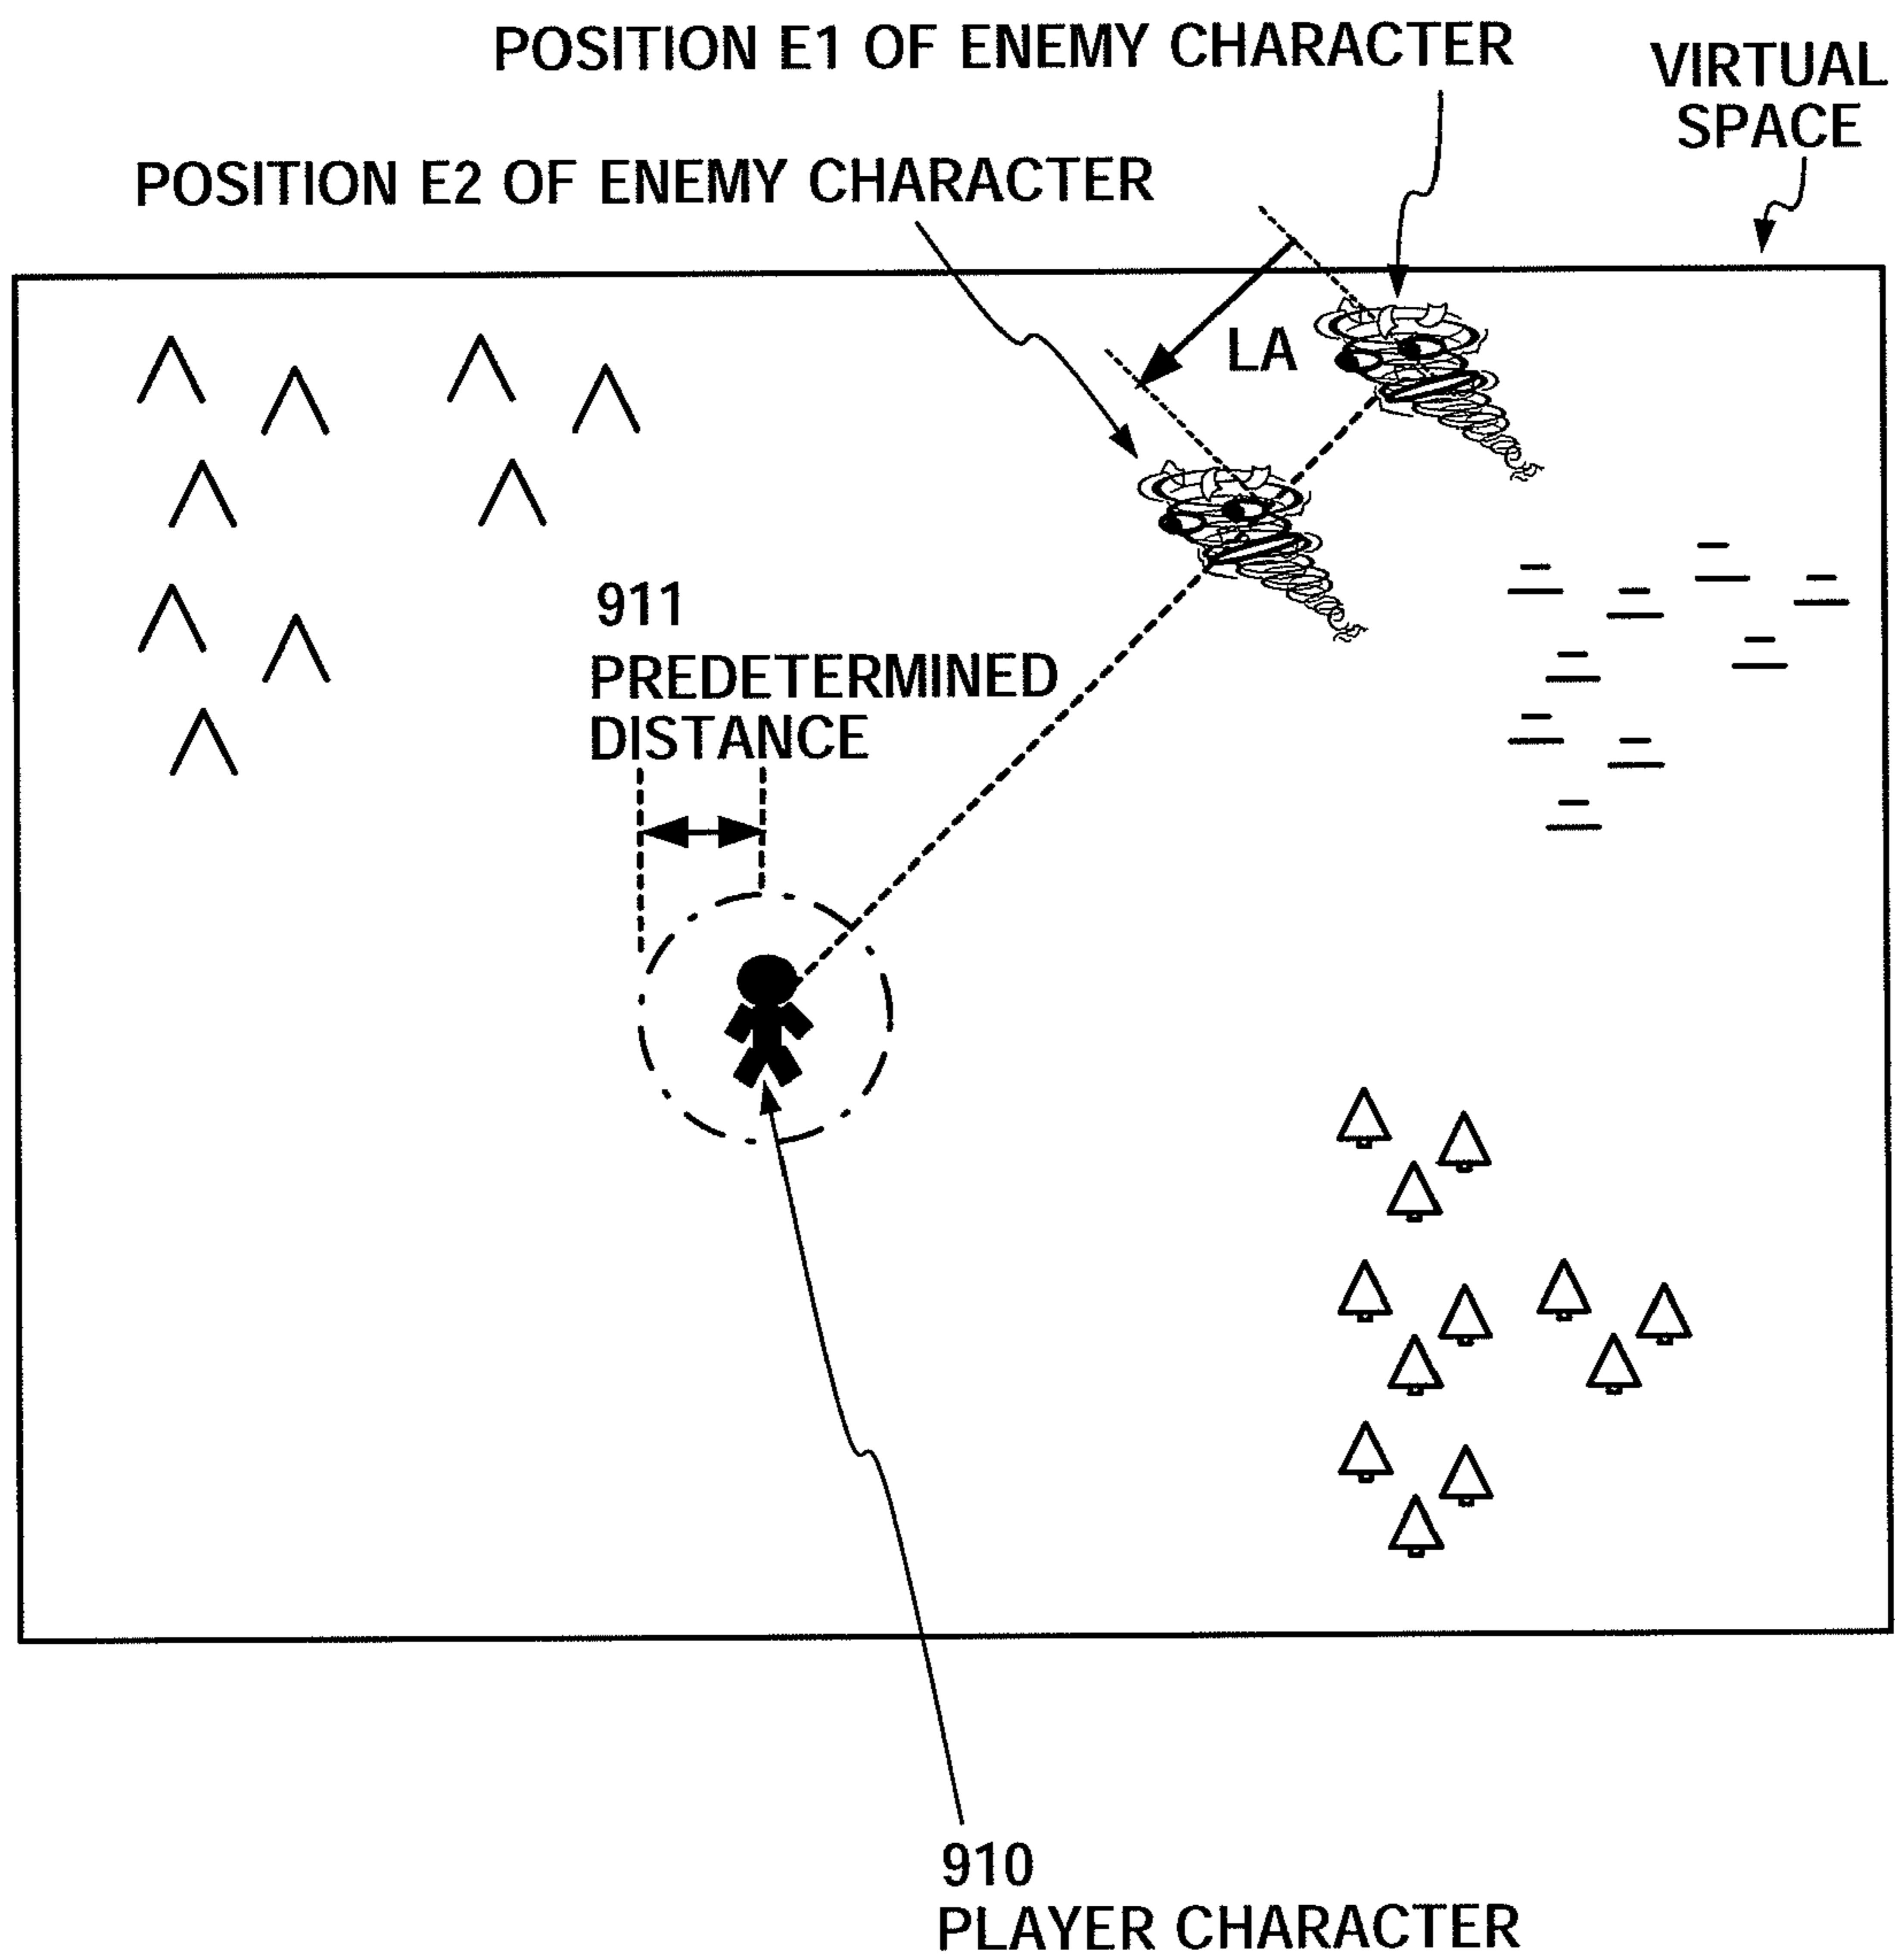 POSITION E1 OF ENEMY CHARACTER
VIRTUAL
SPACE
POSITION E2 OF ENEMY CHARACTER
LA
911
PREDETERMINED
DISTANCE
910
PLAYER CHARACTER